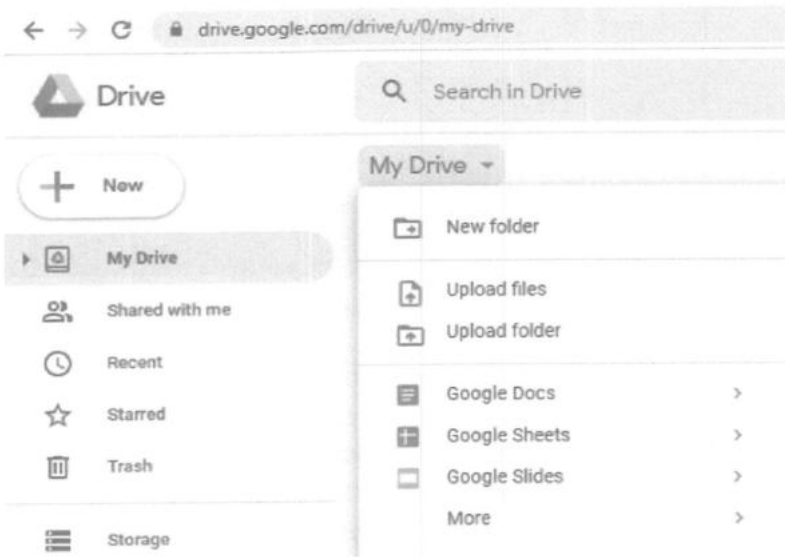 drive.google.com/drive/u/0/my-drive
Drive
Search in Drive
New
My Drive
Shared with me
Recent
Starred
Trash
Storage
My Drive
New folder
Upload files
Upload folder
Google Docs
Google Sheets
Google Slides
More